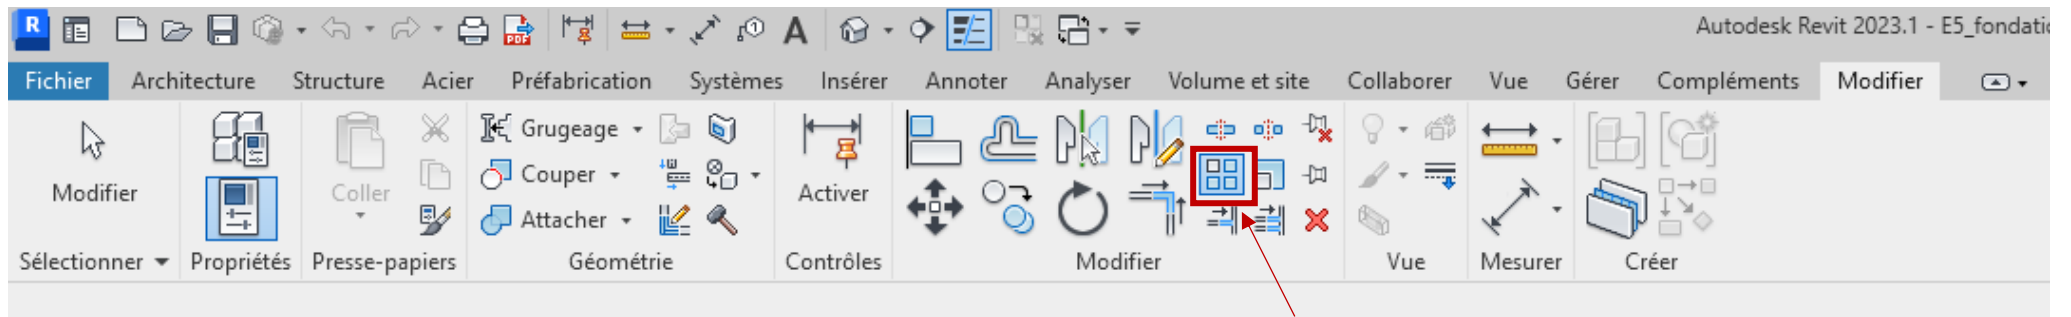 R PDF 1 A Autodesk Revit 2023.1 - E5_fondatio
Fichier Architecture Structure Acier Préfabrication Systèmes Insérer Annoter Analyser Volume et site Collaborer Vue Gérer Compléments Modifier
Grugeage
Modifier Coller Couper Activer
Attacher
Sélectionner Propriétés Presse-papiers Géométrie Contrôles Modifier Vue Mesurer Créer